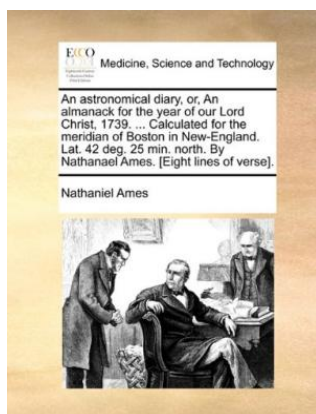 ECCO
Medicine, Science and Technology
An astronomical diary, or, An
almanack for the year of our Lord
Christ, 1739. ... Calculated for the
meridian of Boston in New-England.
Lat. 42 deg. 25 min. north. By
Nathanael Ames. [Eight lines of verse].
Nathaniel Ames